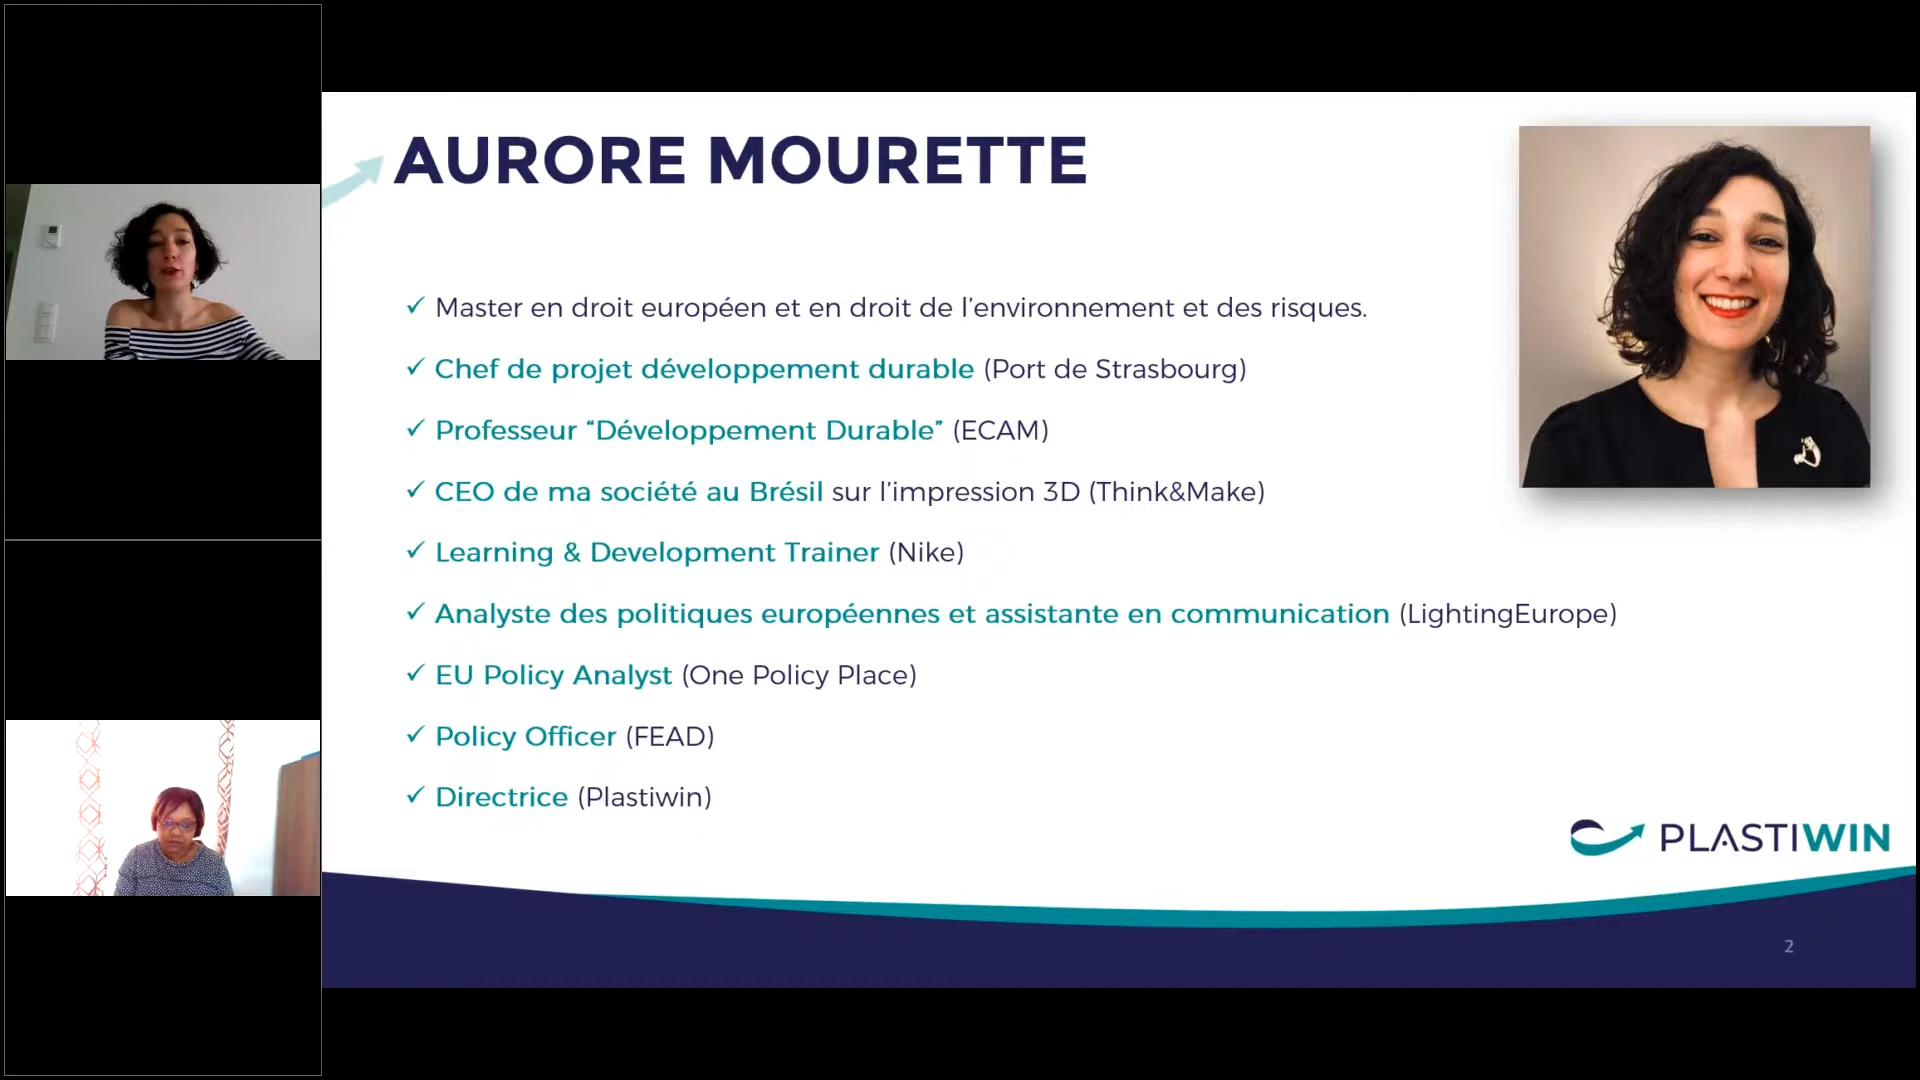 AURORE MOURETTE
✓ Master en droit européen et en droit de l’environnement et des risques.
✓ Chef de projet développement durable (Port de Strasbourg)
✓ Professeur “Développement Durable” (ECAM)
✓ CEO de ma société au Brésil sur l’impression 3D (Think&Make)
✓ Learning & Development Trainer (Nike)
✓ Analyste des politiques européennes et assistante en communication (LightingEurope)
✓ EU Policy Analyst (One Policy Place)
✓ Policy Officer (FEAD)
✓ Directrice (Plastiwin)
PLASTIWIN
2